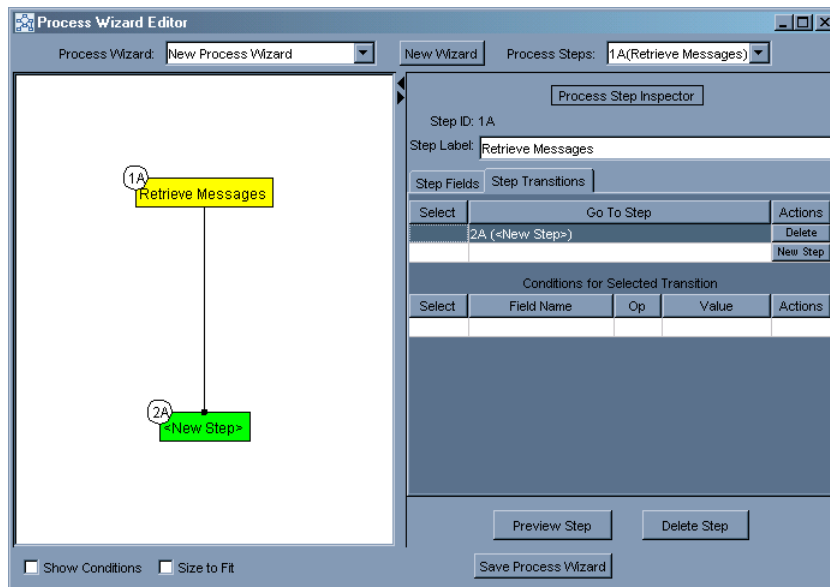 Process Wizard Editor
Process Wizard: New Process Wizard New Wizard Process Steps: 1A(Retrieve Messages)
Process Step Inspector
Step ID: 1A
Step Label: Retrieve Messages
Step Fields Step Transitions
Select Go To Step Actions
2A (<New Step>) Delete
New Step
Conditions for Selected Transition
Select Field Name Op Value Actions
1A
Retrieve Messages
2A
<New Step>
Preview Step Delete Step
Show Conditions Size to Fit Save Process Wizard